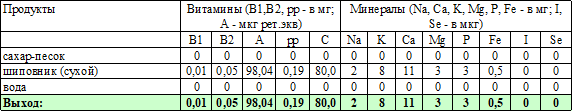 Продукты Витамины (B1,B2, pp - в мг; А - мкг рет.экв) Минералы (Na, Ca, K, Mg, P, Fe - в мг; I, Se - в мкг)
B1 B2 A pp C Na K Ca Mg P Fe I Se
сахар-песок 0 0 0 0 0 0 0 0 0 0 0 0 0
шиповник (сухой) 0,01 0,05 98,04 0,19 80,0 2 8 11 3 3 0,5 0 0
вода 0 0 0 0 0 0 0 0 0 0 0 0 0
Выход: 0,01 0,05 98,04 0,19 80,0 2 8 11 3 3 0,5 0 0